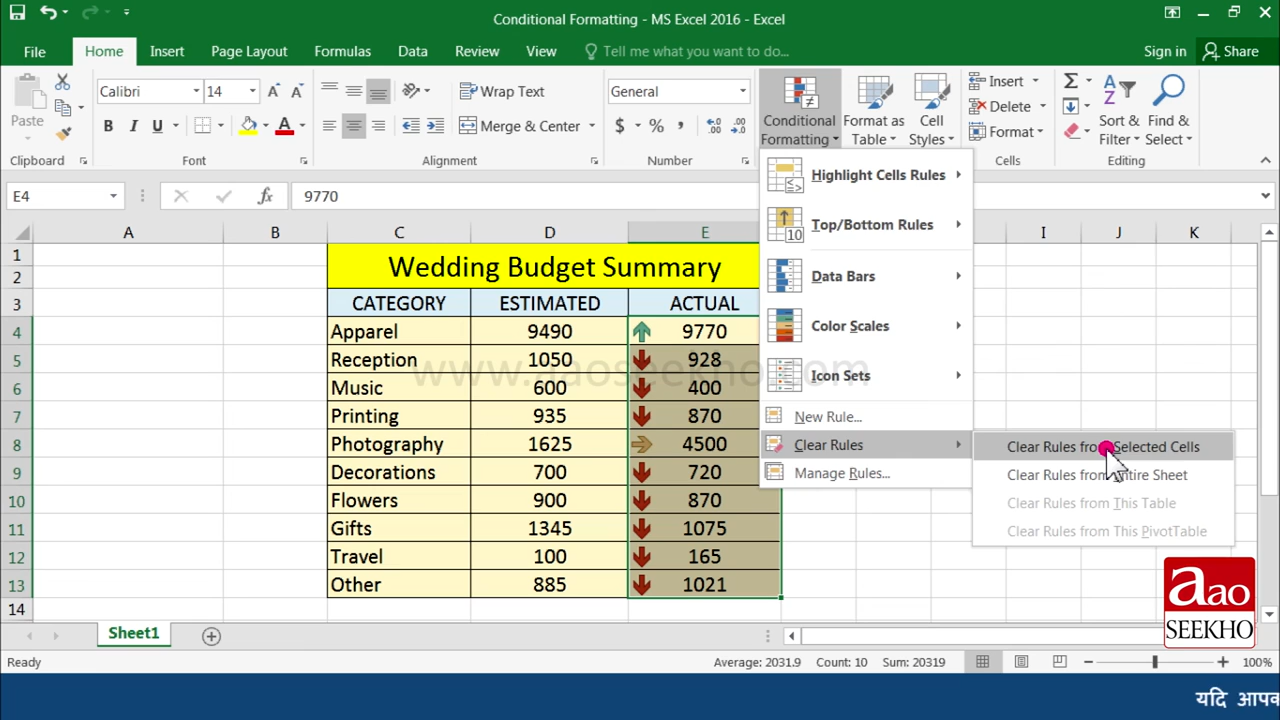 Conditional Formatting - MS Excel 2016 - Excel
File Home Insert Page Layout Formulas Data Review View Tell me what you want to do... Sign in Share
Paste
Clipboard
Calibri 14
B I U A
Font
Wrap Text
Merge & Center
Alignment
General
$ % ,
Number
Conditional Formatting
Format as Table
Cell Styles
Insert
Delete
Format
Cells
Sort & Filter
Find & Select
Editing
E4 fx 9770
A B C D E I J K
1 Wedding Budget Summary
2
3 CATEGORY ESTIMATED ACTUAL
4 Apparel 9490 9770
5 Reception 1050 928
6 Music 600 400
7 Printing 935 870
8 Photography 1625 4500
9 Decorations 700 720
10 Flowers 900 870
11 Gifts 1345 1075
12 Travel 100 165
13 Other 885 1021
14
www.aaoseekho.com
Highlight Cells Rules
Top/Bottom Rules
Data Bars
Color Scales
Icon Sets
New Rule...
Clear Rules
Manage Rules...
Clear Rules from Selected Cells
Clear Rules from Entire Sheet
Clear Rules from This Table
Clear Rules from This PivotTable
aao
SEEKHO
Sheet1
Ready Average: 2031.9 Count: 10 Sum: 20319 100%
यदि